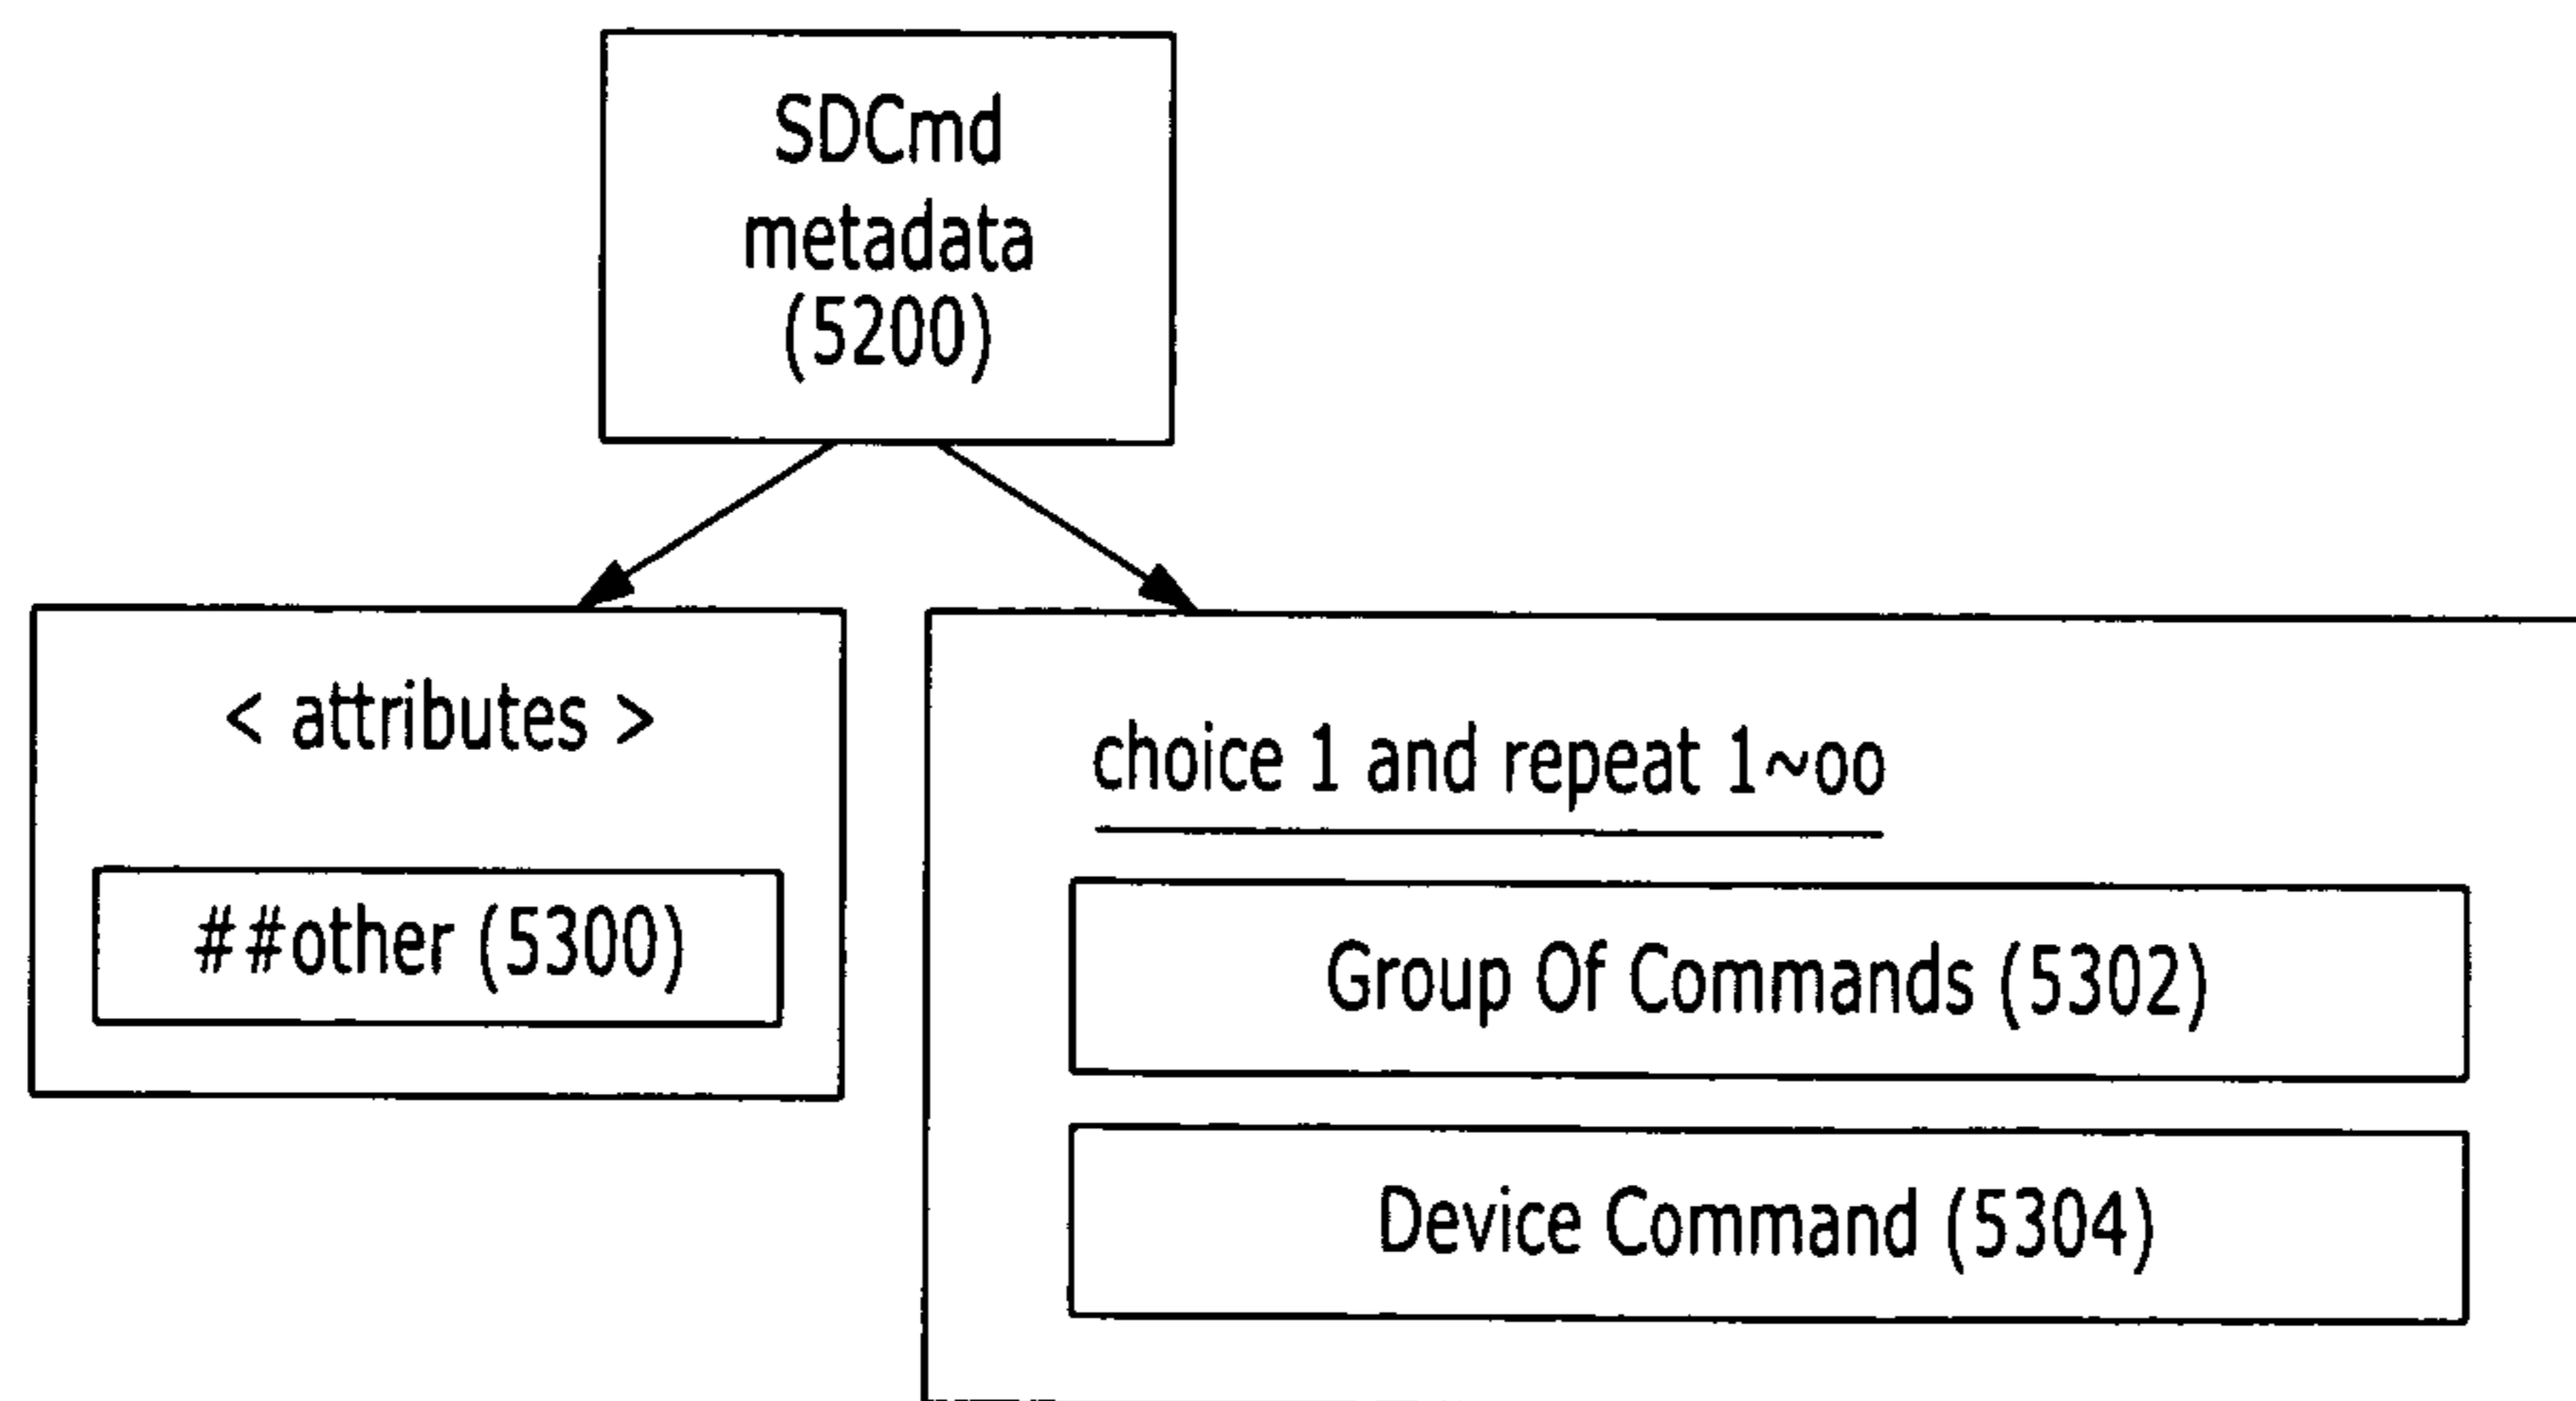 SDCmd
metadata
(5200)
< attributes >
##other (5300)
choice 1 and repeat 1~oo
Group Of Commands (5302)
Device Command (5304)